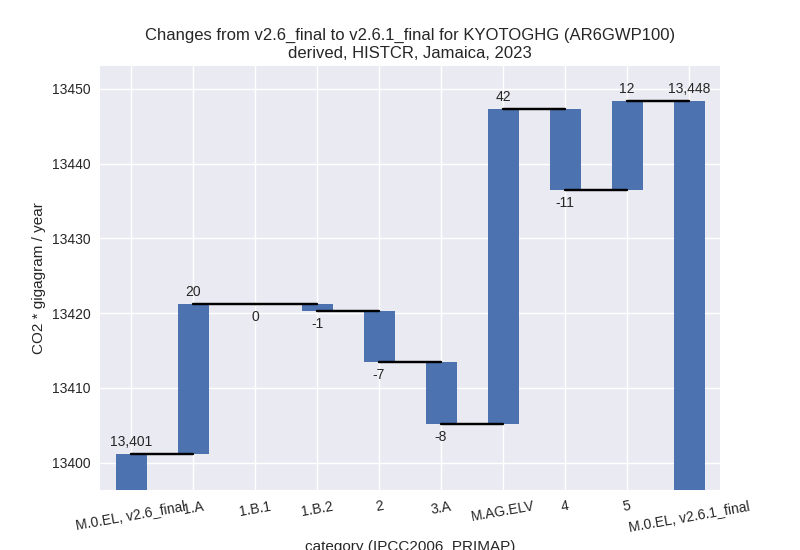 Changes from v2.6_final to v2.6.1_final for KYOTOGHG (AR6GWP100)
derived, HISTCR, Jamaica, 2023
CO2 * gigagram / year
13450
13440
13430
13420
13410
13400
13,401
20
0
-1
-7
-8
42
-11
12
13,448
M.0.EL, v2.6_final
1.A
1.B.1
1.B.2
2
3.A
M.AG.ELV
4
5
M.0.EL, v2.6.1_final
category (IPCC2006_PRIMAP)